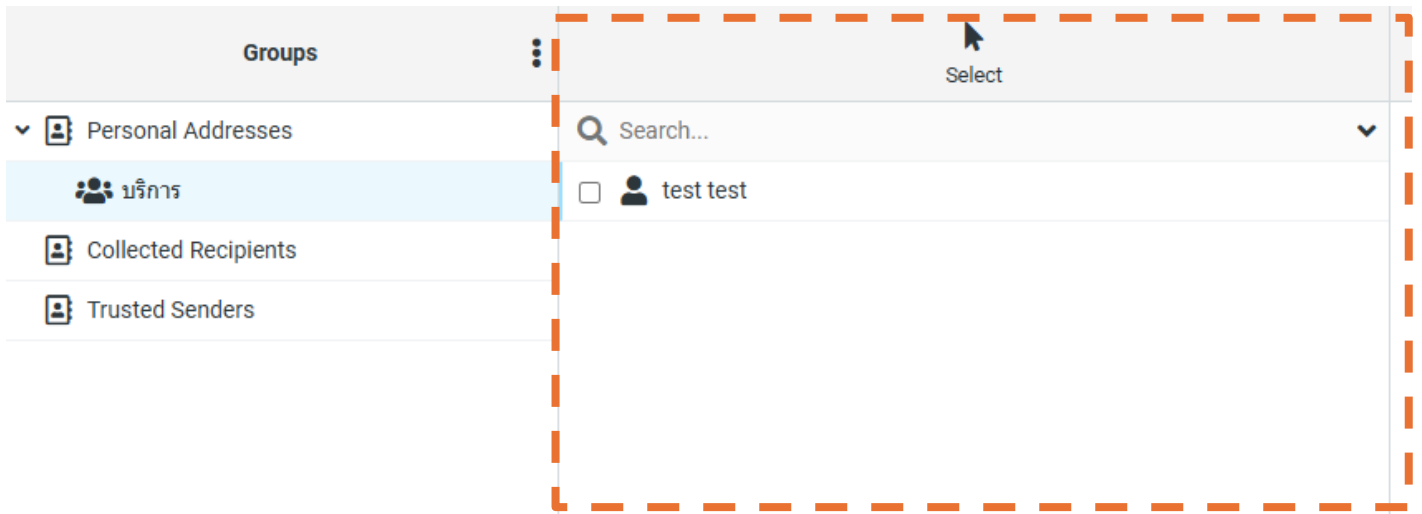 Groups
Select
Personal Addresses
Search...
บริการ
test test
Collected Recipients
Trusted Senders